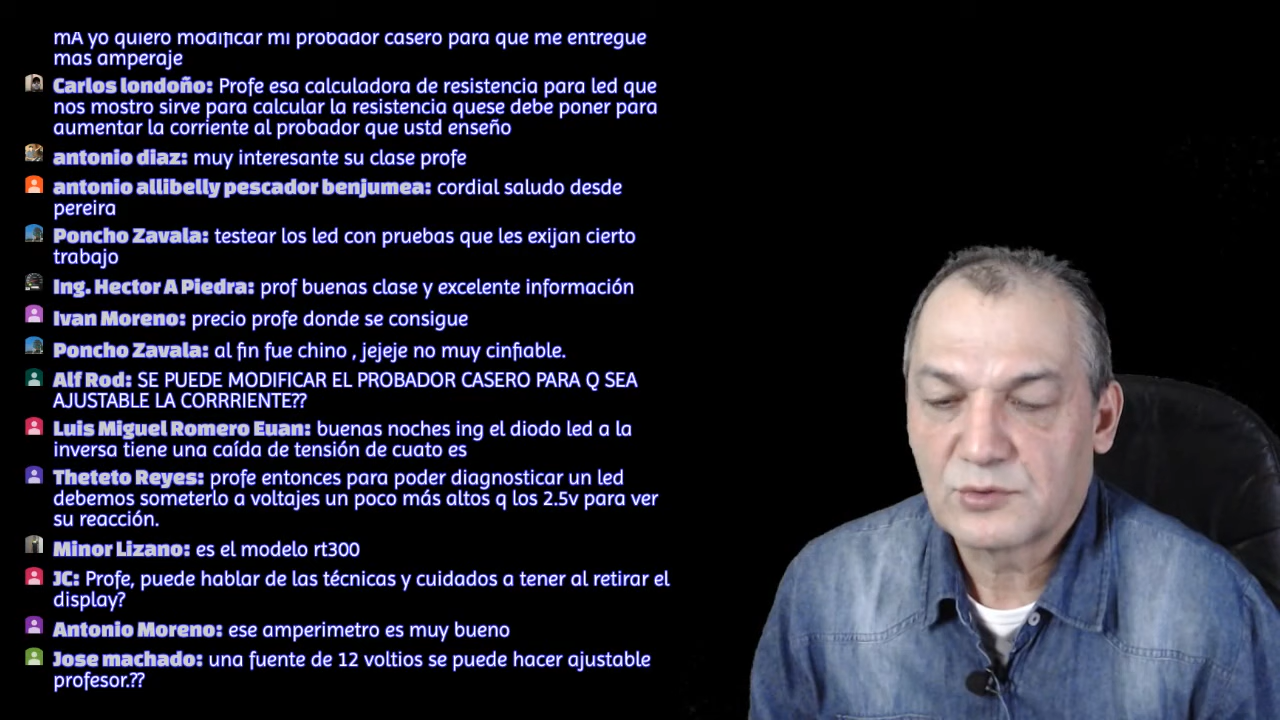 mA yo quiero modificar mi probador casero para que me entregue
mas amperaje
Carlos londoño: Profe esa calculadora de resistencia para led que
nos mostro sirve para calcular la resistencia quese debe poner para
aumentar la corriente al probador que ustd enseño
antonio diaz: muy interesante su clase profe
antonio allibelly pescador benjumea: cordial saludo desde
pereira
Poncho Zavala: testear los led con pruebas que les exijan cierto
trabajo
Ing. Hector A Piedra: prof buenas clase y excelente información
Ivan Moreno: precio profe donde se consigue
Poncho Zavala: al fin fue chino , jejeje no muy cinfiable.
Alf Rod: SE PUEDE MODIFICAR EL PROBADOR CASERO PARA Q SEA
AJUSTABLE LA CORRRIENTE??
Luis Miguel Romero Euan: buenas noches ing el diodo led a la
inversa tiene una caída de tensión de cuato es
Theteto Reyes: profe entonces para poder diagnosticar un led
debemos someterlo a voltajes un poco más altos q los 2.5v para ver
su reacción.
Minor Lizano: es el modelo rt300
JC: Profe, puede hablar de las técnicas y cuidados a tener al retirar el
display?
Antonio Moreno: ese amperimetro es muy bueno
Jose machado: una fuente de 12 voltios se puede hacer ajustable
profesor.??